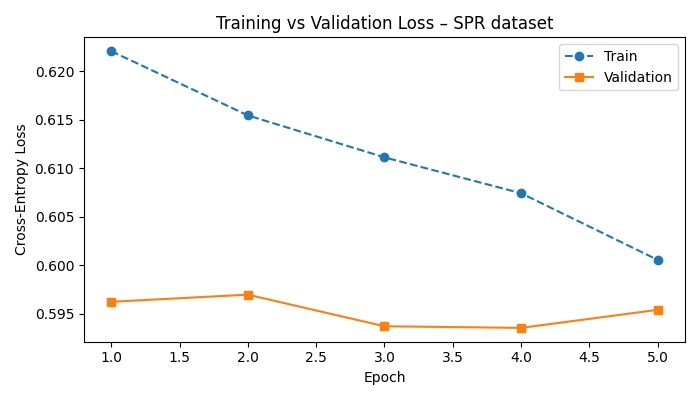 Training vs Validation Loss – SPR dataset
Train
Validation
Cross-Entropy Loss
0.620
0.615
0.610
0.605
0.600
0.595
1.0 1.5 2.0 2.5 3.0 3.5 4.0 4.5 5.0
Epoch